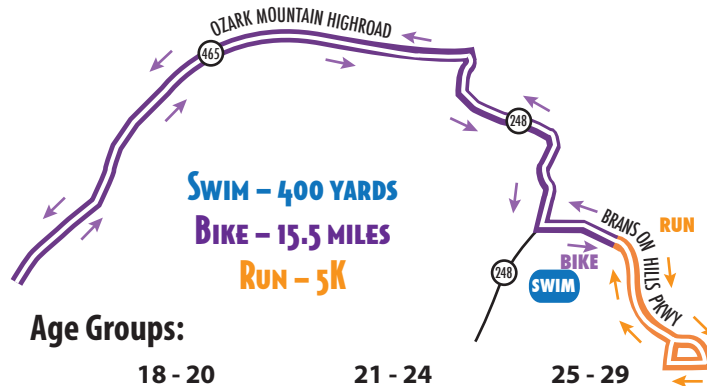 OZARK MOUNTAIN HIGHROAD
465
248
SWIM – 400 YARDS
BIKE – 15.5 MILES
RUN – 5K
BRANSON HILLS PKWY
RUN
BIKE
248
SWIM
Age Groups:
18 - 20 21 - 24 25 - 29